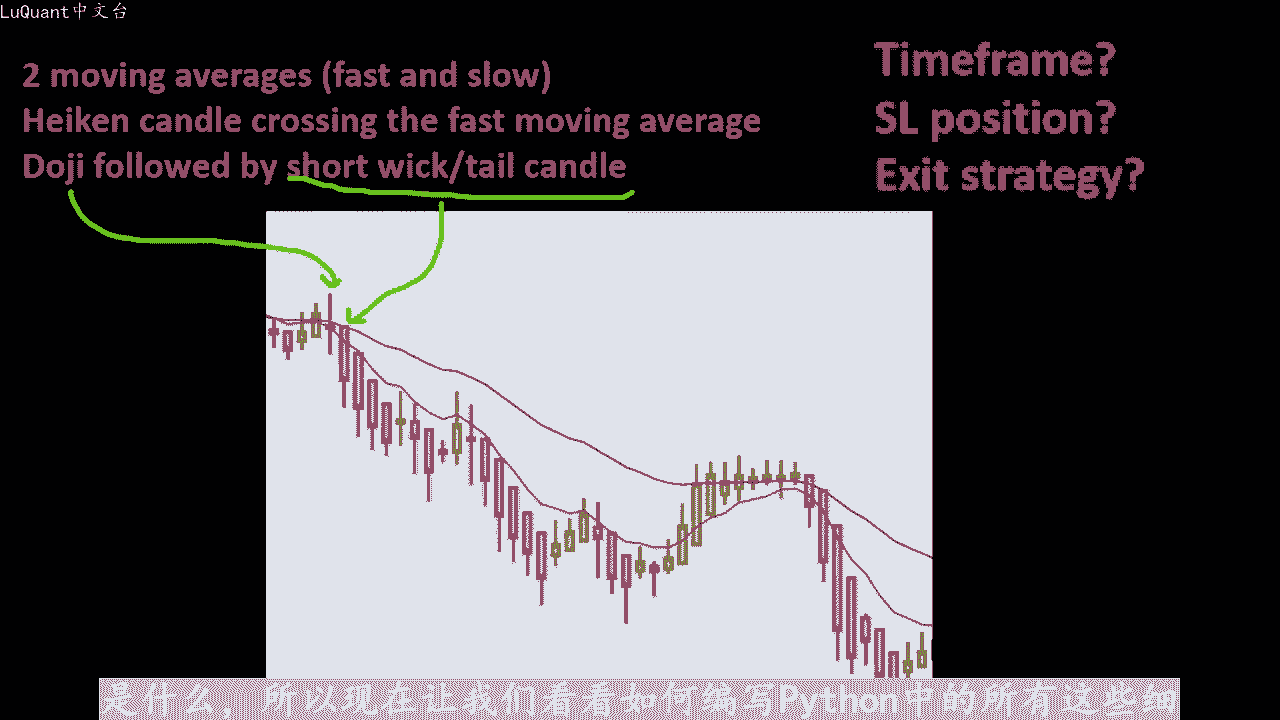 LuQuant中文台
2 moving averages (fast and slow)
Heiken candle crossing the fast moving average
Doji followed by short wick/tail candle
Timeframe?
SL position?
Exit strategy?
是什么，所以现在让我们看看如何编写Python中的所有这些细